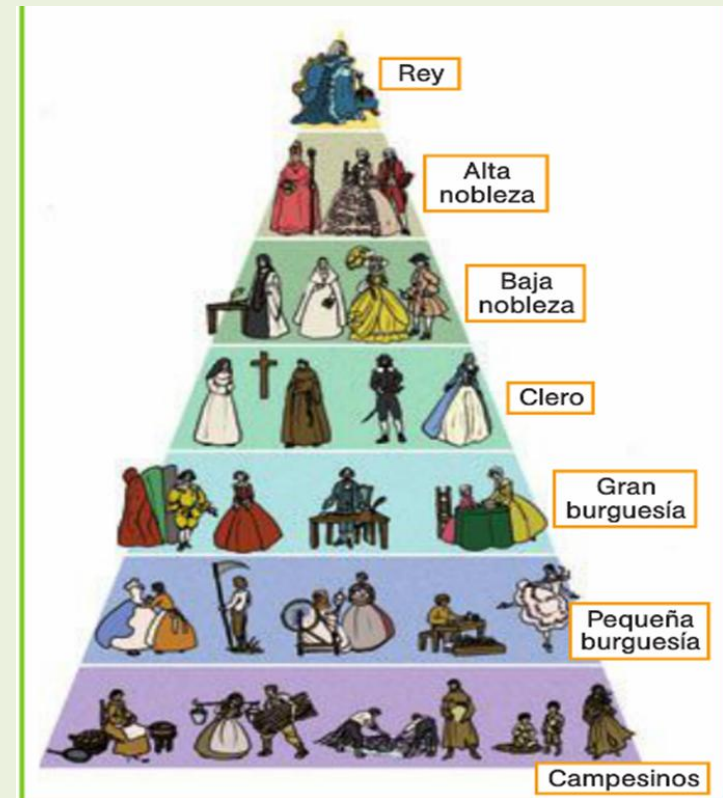 Rey
Alta
nobleza
Baja
nobleza
Clero
Gran
burguesía
Pequeña
burguesía
Campesinos